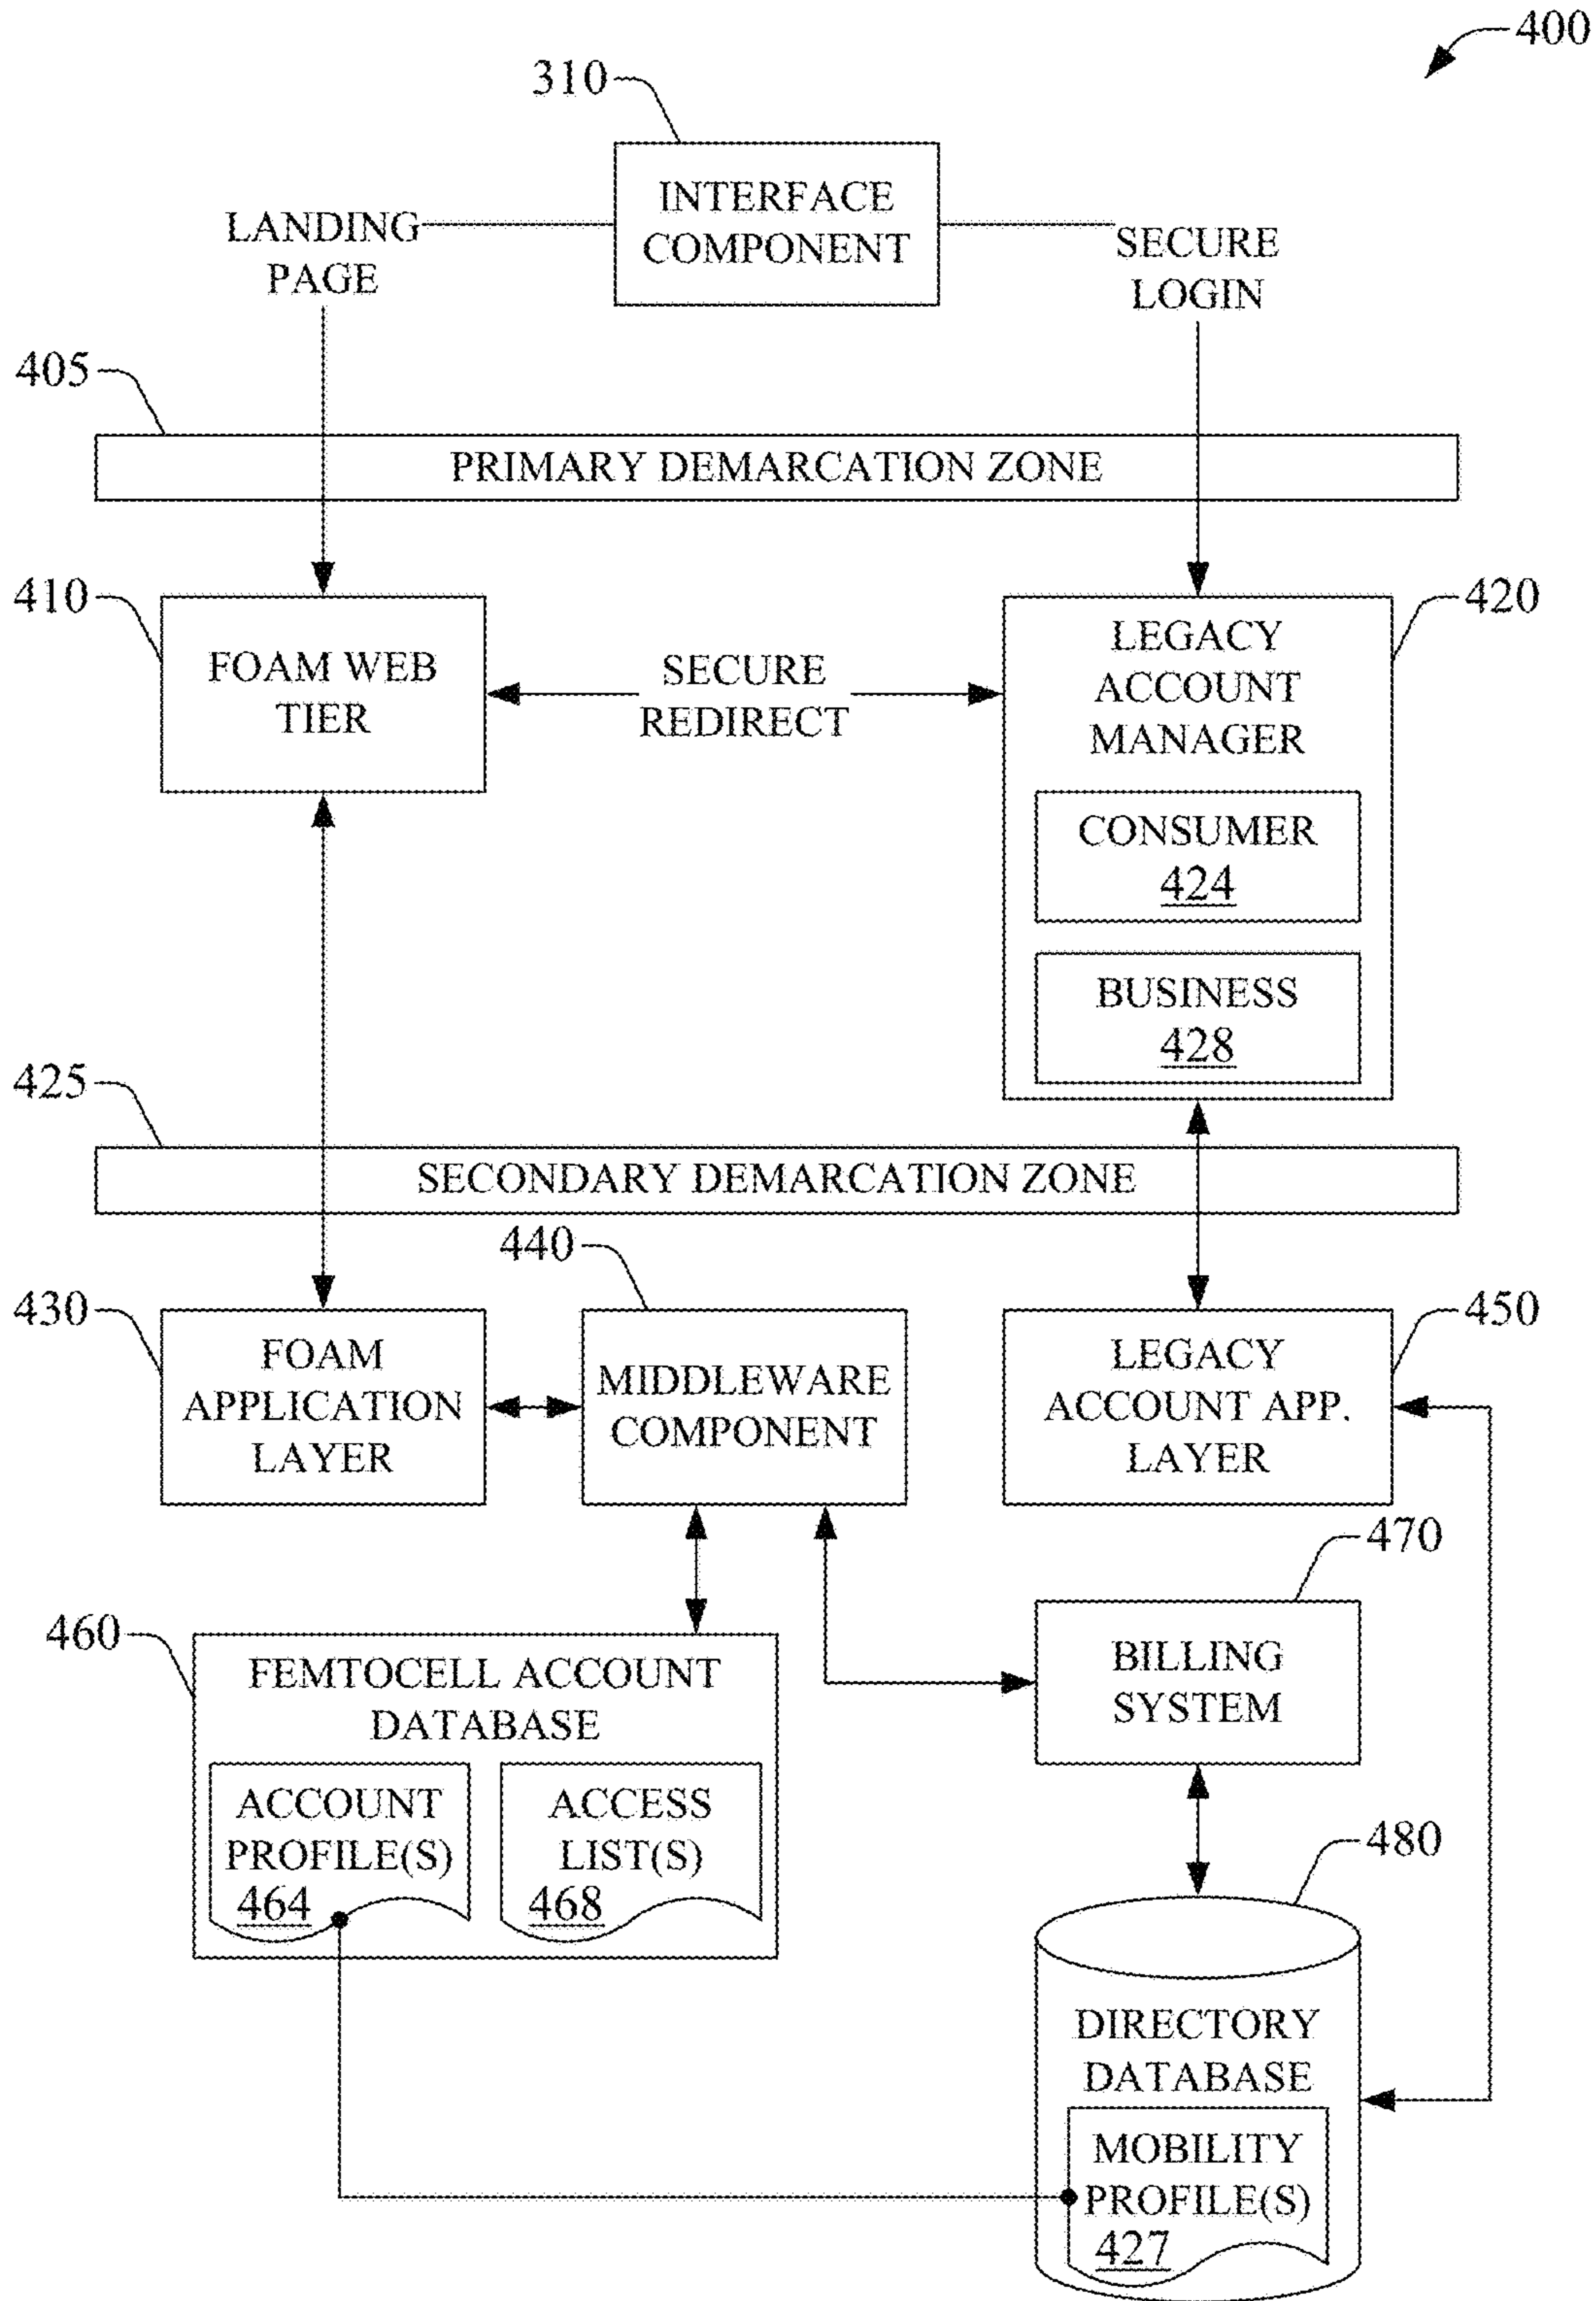 400
310
INTERFACE
COMPONENT
LANDING
PAGE
SECURE
LOGIN
405
PRIMARY DEMARCATION ZONE
410
FOAM WEB
TIER
SECURE
REDIRECT
420
LEGACY
ACCOUNT
MANAGER
CONSUMER
424
BUSINESS
428
425
SECONDARY DEMARCATION ZONE
440
430
FOAM
APPLICATION
LAYER
MIDDLEWARE
COMPONENT
450
LEGACY
ACCOUNT APP.
LAYER
470
460
FEMTOCELL ACCOUNT
DATABASE
BILLING
SYSTEM
ACCOUNT
PROFILE(S)
464
ACCESS
LIST(S)
468
480
DIRECTORY
DATABASE
MOBILITY
PROFILE(S)
427